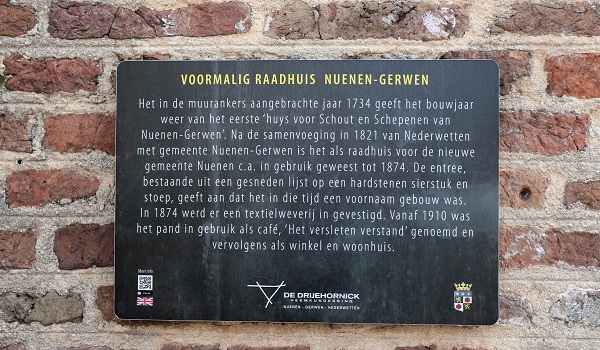 VOORMALIG RAADHUIS NUENEN-GERWEN
Het in de muurankers aangebrachte jaar 1734 geeft het bouwjaar
weer van het eerste 'huys voor Schout en Schepenen van
Nuenen-Gerwen'. Na de samenvoeging in 1821 van Nederwetten
met gemeente Nuenen-Gerwen is het als raadhuis voor de nieuwe
gemeente Nuenen c.a. in gebruik geweest tot 1874. De entree,
bestaande uit een gesneden lijst op een hardstenen sierstuk en
stoep, geeft aan dat het in die tijd een voornaam gebouw was.
In 1874 werd er een textielweverij in gevestigd. Vanaf 1910 was
het pand in gebruik als café, 'Het versleten verstand' genoemd en
vervolgens als winkel en woonhuis.
Meer info
DE DRIJEHORNICK
HEEMKUNDEKRING
NUENEN - GERWEN - NEDERWETTEN